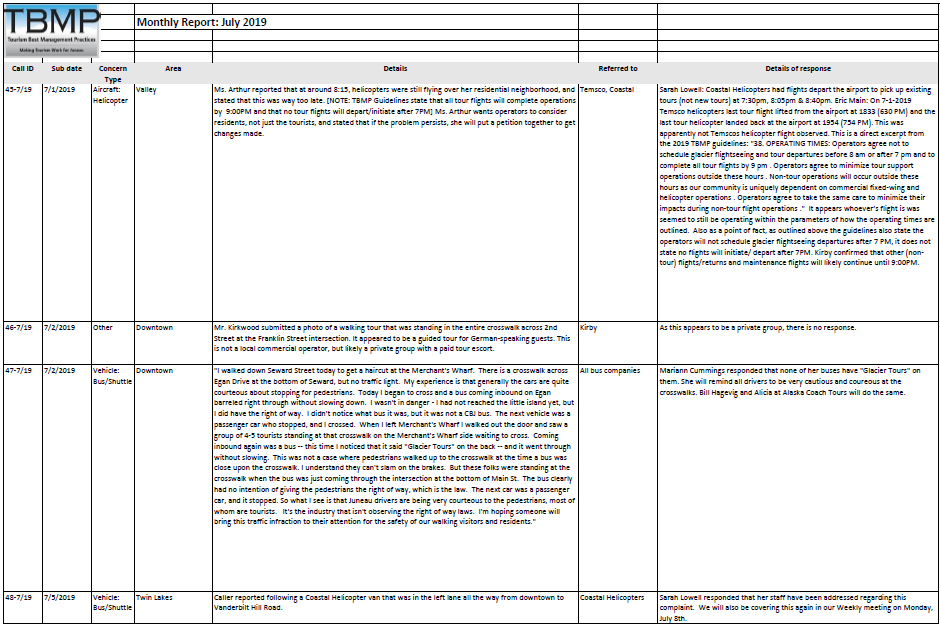 TBMP
Tourism Best Management Practices
Making Tourism Work for Juneau
Monthly Report: July 2019
Call ID Sub date Concern Type Area Details Referred to Details of response
45-7/19 7/1/2019 Aircraft: Helicopter Valley
Ms. Arthur reported that at around 8:15, helicopters were still flying over her residential neighborhood, and
stated that this was way too late. [NOTE: TBMP Guidelines state that all tour flights will complete operations
by 9:00PM and that no tour flights will depart/initiate after 7PM] Ms. Arthur wants operators to consider
residents, not just the tourists, and stated that if the problem persists, she will put a petition together to get
changes made.
Temsco, Coastal
Sarah Lowell: Coastal Helicopters had flights depart the airport to pick up existing
tours (not new tours) at 7:30pm, 8:05pm & 8:40pm. Eric Main: On 7-1-2019
Temsco helicopters last tour flight lifted from the airport at 1833 (630 PM) and the
last tour helicopter landed back at the airport at 1954 (754 PM). This was
apparently not Temscos helicopter flight observed. This is a direct excerpt from
the 2019 TBMP guidelines: "38. OPERATING TIMES: Operators agree not to
schedule glacier flightseeing and tour departures before 8 am or after 7 pm and to
complete all tour flights by 9 pm . Operators agree to minimize tour support
operations outside these hours . Non-tour operations will occur outside these
hours as our community is uniquely dependent on commercial fixed-wing and
helicopter operations . Operators agree to take the same care to minimize their
impacts during non-tour flight operations ." It appears whoever's flight is was
seemed to still be operating within the parameters of how the operating times are
outlined. Also as a point of fact, as outlined above the guidelines also state the
operators will not schedule glacier flightseeing departures after 7 PM, it does not
state no flights will initiate/ depart after 7PM. Kirby confirmed that other (non-
tour) flights/returns and maintenance flights will likely continue until 9:00PM.
46-7/19 7/2/2019 Other Downtown
Mr. Kirkwood submitted a photo of a walking tour that was standing in the entire crosswalk across 2nd
Street at the Franklin Street intersection. It appeared to be a guided tour for German-speaking guests. This
is not a local commercial operator, but likely a private group with a paid tour escort.
Kirby
As this appears to be a private group, there is no response.
47-7/19 7/2/2019 Vehicle: Bus/Shuttle Downtown
"I walked down Seward Street today to get a haircut at the Merchant's Wharf. There is a crosswalk across
Egan Drive at the bottom of Seward, but no traffic light. My experience is that generally the cars are quite
courteous about stopping for pedestrians. Today I began to cross and a bus coming inbound on Egan
barreled right through without slowing down. I wasn't in danger - I had not reached the little island yet, but
I did have the right of way. I didn't notice what bus it was, but it was not a CBJ bus. The next vehicle was a
passenger car who stopped, and I crossed. When I left Merchant's Wharf I walked out the door and saw a
group of 4-5 tourists standing at that crosswalk on the Merchant's Wharf side waiting to cross. Coming
inbound again was a bus -- this time I noticed that it said "Glacier Tours" on the back -- and it went through
without slowing. This was not a case where pedestrians walked up to the crosswalk at the time a bus was
close upon the crosswalk. I understand they can't slam on the brakes. But these folks were standing at the
crosswalk when the bus was just coming through the intersection at the bottom of Main St. The bus clearly
had no intention of giving the pedestrians the right of way, which is the law. The next car was a passenger
car, and it stopped. So what I see is that Juneau drivers are being very courteous to the pedestrians, most of
whom are tourists. It's the industry that isn't observing the right of way laws. I'm hoping someone will
bring this traffic infraction to their attention for the safety of our walking visitors and residents."
All bus companies
Mariann Cummings responded that none of her buses have "Glacier Tours" on
them. She will remind all drivers to be very cautious and coureous at the
crosswalks. Bill Hagevig and Alicia at Alaska Coach Tours will do the same.
48-7/19 7/5/2019 Vehicle: Bus/Shuttle Twin Lakes
Caller reported following a Coastal Helicopter van that was in the left lane all the way from downtown to
Vanderbilt Hill Road.
Coastal Helicopters
Sarah Lowell responded that her staff have been addressed regarding this
complaint. We will also be covering this again in our Weekly meeting on Monday,
July 8th.